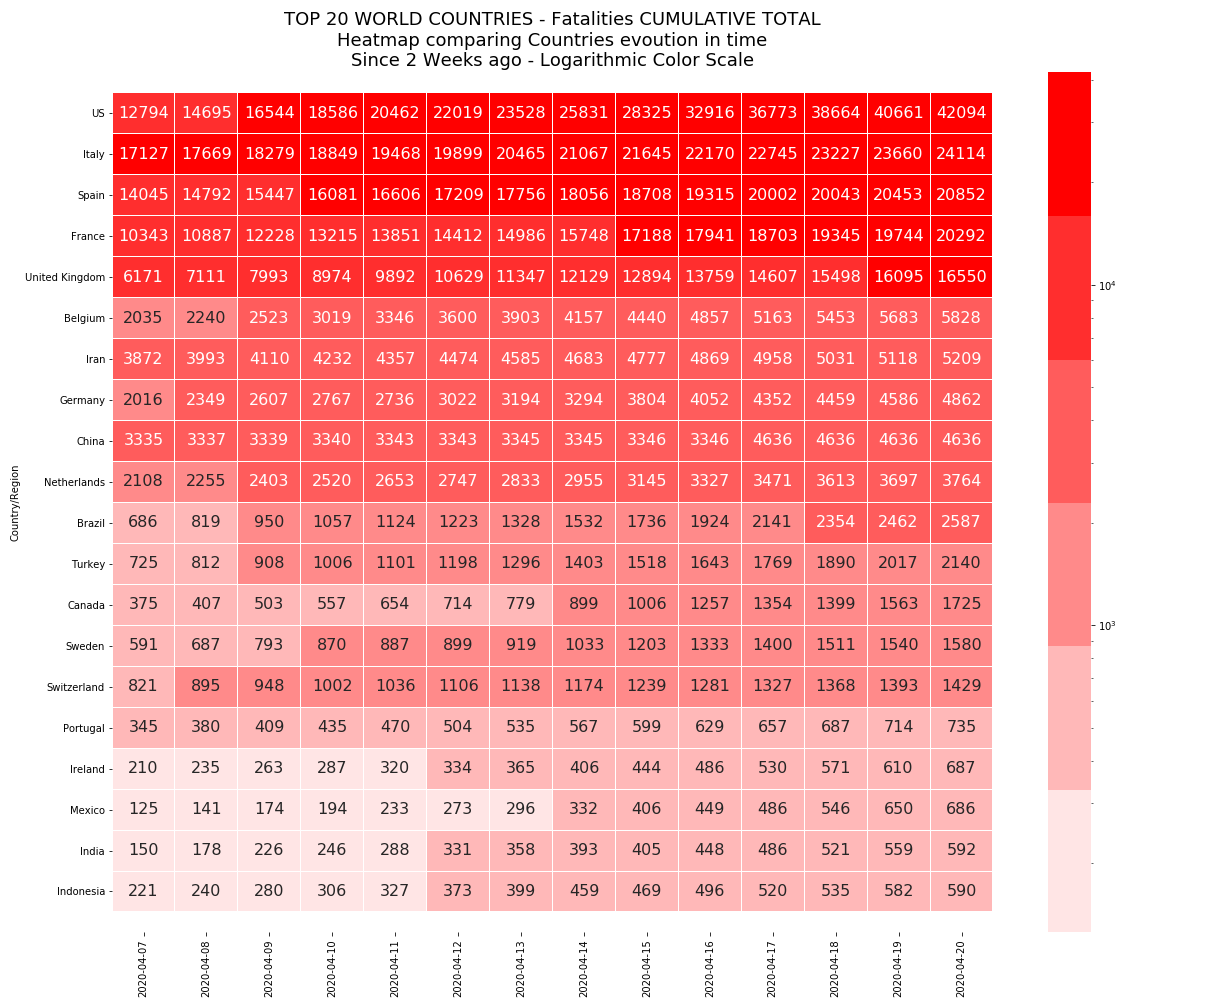 TOP 20 WORLD COUNTRIES - Fatalities CUMULATIVE TOTAL
Heatmap comparing Countries evoution in time
Since 2 Weeks ago - Logarithmic Color Scale
US 12794 14695 16544 18586 20462 22019 23528 25831 28325 32916 36773 38664 40661 42094
Italy 17127 17669 18279 18849 19468 19899 20465 21067 21645 22170 22745 23227 23660 24114
Spain 14045 14792 15447 16081 16606 17209 17756 18056 18708 19315 20002 20043 20453 20852
France 10343 10887 12228 13215 13851 14412 14986 15748 17188 17941 18703 19345 19744 20292
United Kingdom 6171 7111 7993 8974 9892 10629 11347 12129 12894 13759 14607 15498 16095 16550
Belgium 2035 2240 2523 3019 3346 3600 3903 4157 4440 4857 5163 5453 5683 5828
Iran 3872 3993 4110 4232 4357 4474 4585 4683 4777 4869 4958 5031 5118 5209
Germany 2016 2349 2607 2767 2736 3022 3194 3294 3804 4052 4352 4459 4586 4862
China 3335 3337 3339 3340 3343 3343 3345 3345 3346 3346 4636 4636 4636 4636
Netherlands 2108 2255 2403 2520 2653 2747 2833 2955 3145 3327 3471 3613 3697 3764
Brazil 686 819 950 1057 1124 1223 1328 1532 1736 1924 2141 2354 2462 2587
Turkey 725 812 908 1006 1101 1198 1296 1403 1518 1643 1769 1890 2017 2140
Canada 375 407 503 557 654 714 779 899 1006 1257 1354 1399 1563 1725
Sweden 591 687 793 870 887 899 919 1033 1203 1333 1400 1511 1540 1580
Switzerland 821 895 948 1002 1036 1106 1138 1174 1239 1281 1327 1368 1393 1429
Portugal 345 380 409 435 470 504 535 567 599 629 657 687 714 735
Ireland 210 235 263 287 320 334 365 406 444 486 530 571 610 687
Mexico 125 141 174 194 233 273 296 332 406 449 486 546 650 686
India 150 178 226 246 288 331 358 393 405 448 486 521 559 592
Indonesia 221 240 280 306 327 373 399 459 469 496 520 535 582 590
2020-04-07 2020-04-08 2020-04-09 2020-04-10 2020-04-11 2020-04-12 2020-04-13 2020-04-14 2020-04-15 2020-04-16 2020-04-17 2020-04-18 2020-04-19 2020-04-20
Country/Region
10⁴
10³